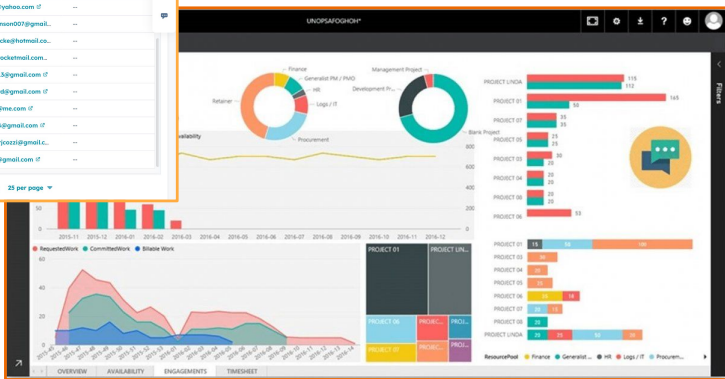 @yahoo.com
--
nson007@gmail...
--
cke@hotmail.co...
--
ocketmail.com...
--
3@gmail.com
--
d@gmail.com
--
@me.com
--
@gmail.com
--
rjcozzi@gmail.c...
--
@gmail.com
--
25 per page
UNOPSAFOGHOH*
Filters
Finance
Generalist PM / PMO
HR
Logs / IT
Procurement
Retainer
Management Project
Development Pr...
Blank Project
PROJECT LINDA 115 112
PROJECT 01 165 50
PROJECT 07 35 35
PROJECT 05 25 25
PROJECT 03 30 20
PROJECT 04 20 20
PROJECT 08 20 20
PROJECT 06 53
vailability
800
600
400
200
0
50
0
2015-11 2015-12 2016-01 2016-02 2016-03 2016-04 2016-05 2016-06 2016-07 2016-08 2016-09 2016-10 2016-11 2016-12
RequestedWork CommittedWork Billable Work
60
40
20
0
PROJECT 01
PROJECT LIN...
PROJECT 06
PROJEC...
PROJ...
PROJECT 07
PROJEC...
PROJ...
PROJECT 01 15
PROJECT 03
PROJECT 04
PROJECT 05
PROJECT 06
PROJECT 07
PROJECT 08
PROJECT LINDA
ResourcePool Finance Generalist ... HR Logs / IT Procurem...
OVERVIEW AVAILABILITY ENGAGEMENTS TIMESHEET